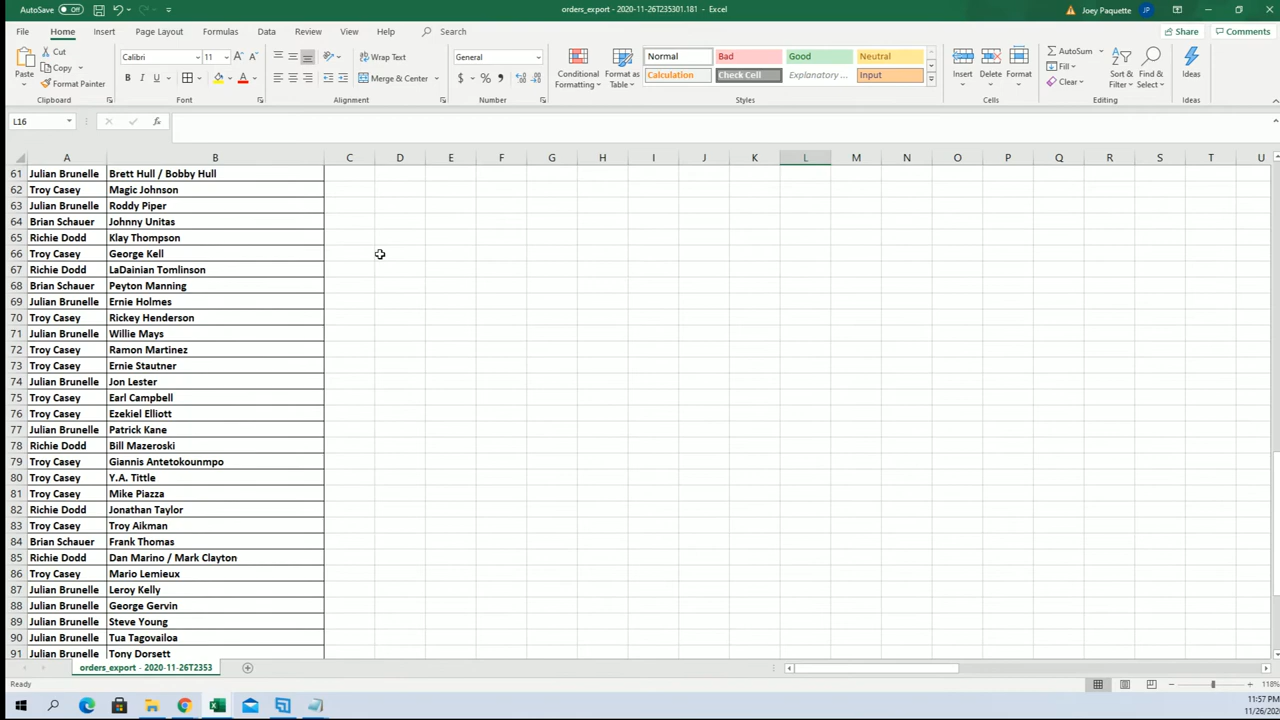 AutoSave Off orders_export - 2020-11-26T235301.181 - Excel Joey Paquette JP
File Home Insert Page Layout Formulas Data Review View Help Search Share Comments
Paste Cut Copy Format Painter Clipboard
Calibri 11 B I U Font
Wrap Text Merge & Center Alignment
General $ % Number
Conditional Formatting Format as Table
Normal Bad Good Neutral
Calculation Check Cell Explanatory ... Input
Styles
Insert Delete Format Cells
AutoSum Fill Clear Sort & Filter Find & Select Editing
Ideas Ideas
L16 fx
A B C D E F G H I J K L M N O P Q R S T U
61 Julian Brunelle Brett Hull / Bobby Hull
62 Troy Casey Magic Johnson
63 Julian Brunelle Roddy Piper
64 Brian Schauer Johnny Unitas
65 Richie Dodd Klay Thompson
66 Troy Casey George Kell
67 Richie Dodd LaDainian Tomlinson
68 Brian Schauer Peyton Manning
69 Julian Brunelle Ernie Holmes
70 Troy Casey Rickey Henderson
71 Julian Brunelle Willie Mays
72 Troy Casey Ramon Martinez
73 Troy Casey Ernie Stautner
74 Julian Brunelle Jon Lester
75 Troy Casey Earl Campbell
76 Troy Casey Ezekiel Elliott
77 Julian Brunelle Patrick Kane
78 Richie Dodd Bill Mazeroski
79 Troy Casey Giannis Antetokounmpo
80 Troy Casey Y.A. Tittle
81 Troy Casey Mike Piazza
82 Richie Dodd Jonathan Taylor
83 Troy Casey Troy Aikman
84 Brian Schauer Frank Thomas
85 Richie Dodd Dan Marino / Mark Clayton
86 Troy Casey Mario Lemieux
87 Julian Brunelle Leroy Kelly
88 Julian Brunelle George Gervin
89 Julian Brunelle Steve Young
90 Julian Brunelle Tua Tagovailoa
91 Julian Brunelle Tony Dorsett
orders_export - 2020-11-26T2353
Ready 118%
11:57 PM
11/26/202